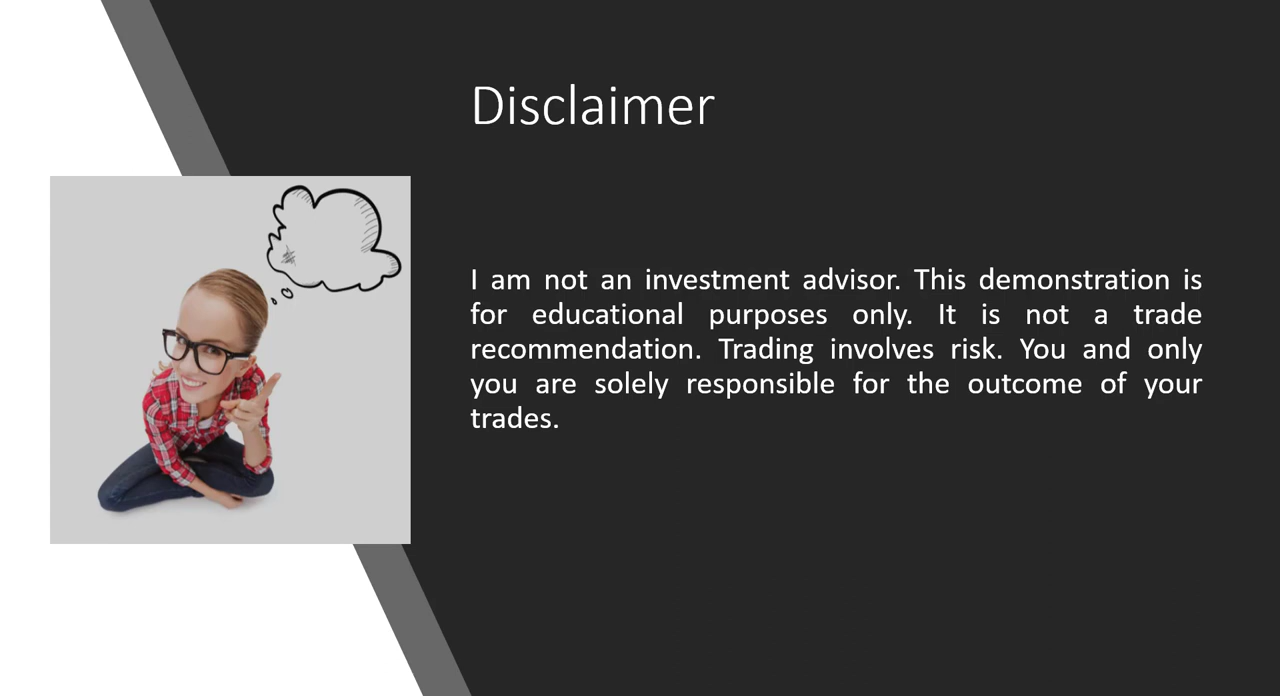 Disclaimer
I am not an investment advisor. This demonstration is
for educational purposes only. It is not a trade
recommendation. Trading involves risk. You and only
you are solely responsible for the outcome of your
trades.